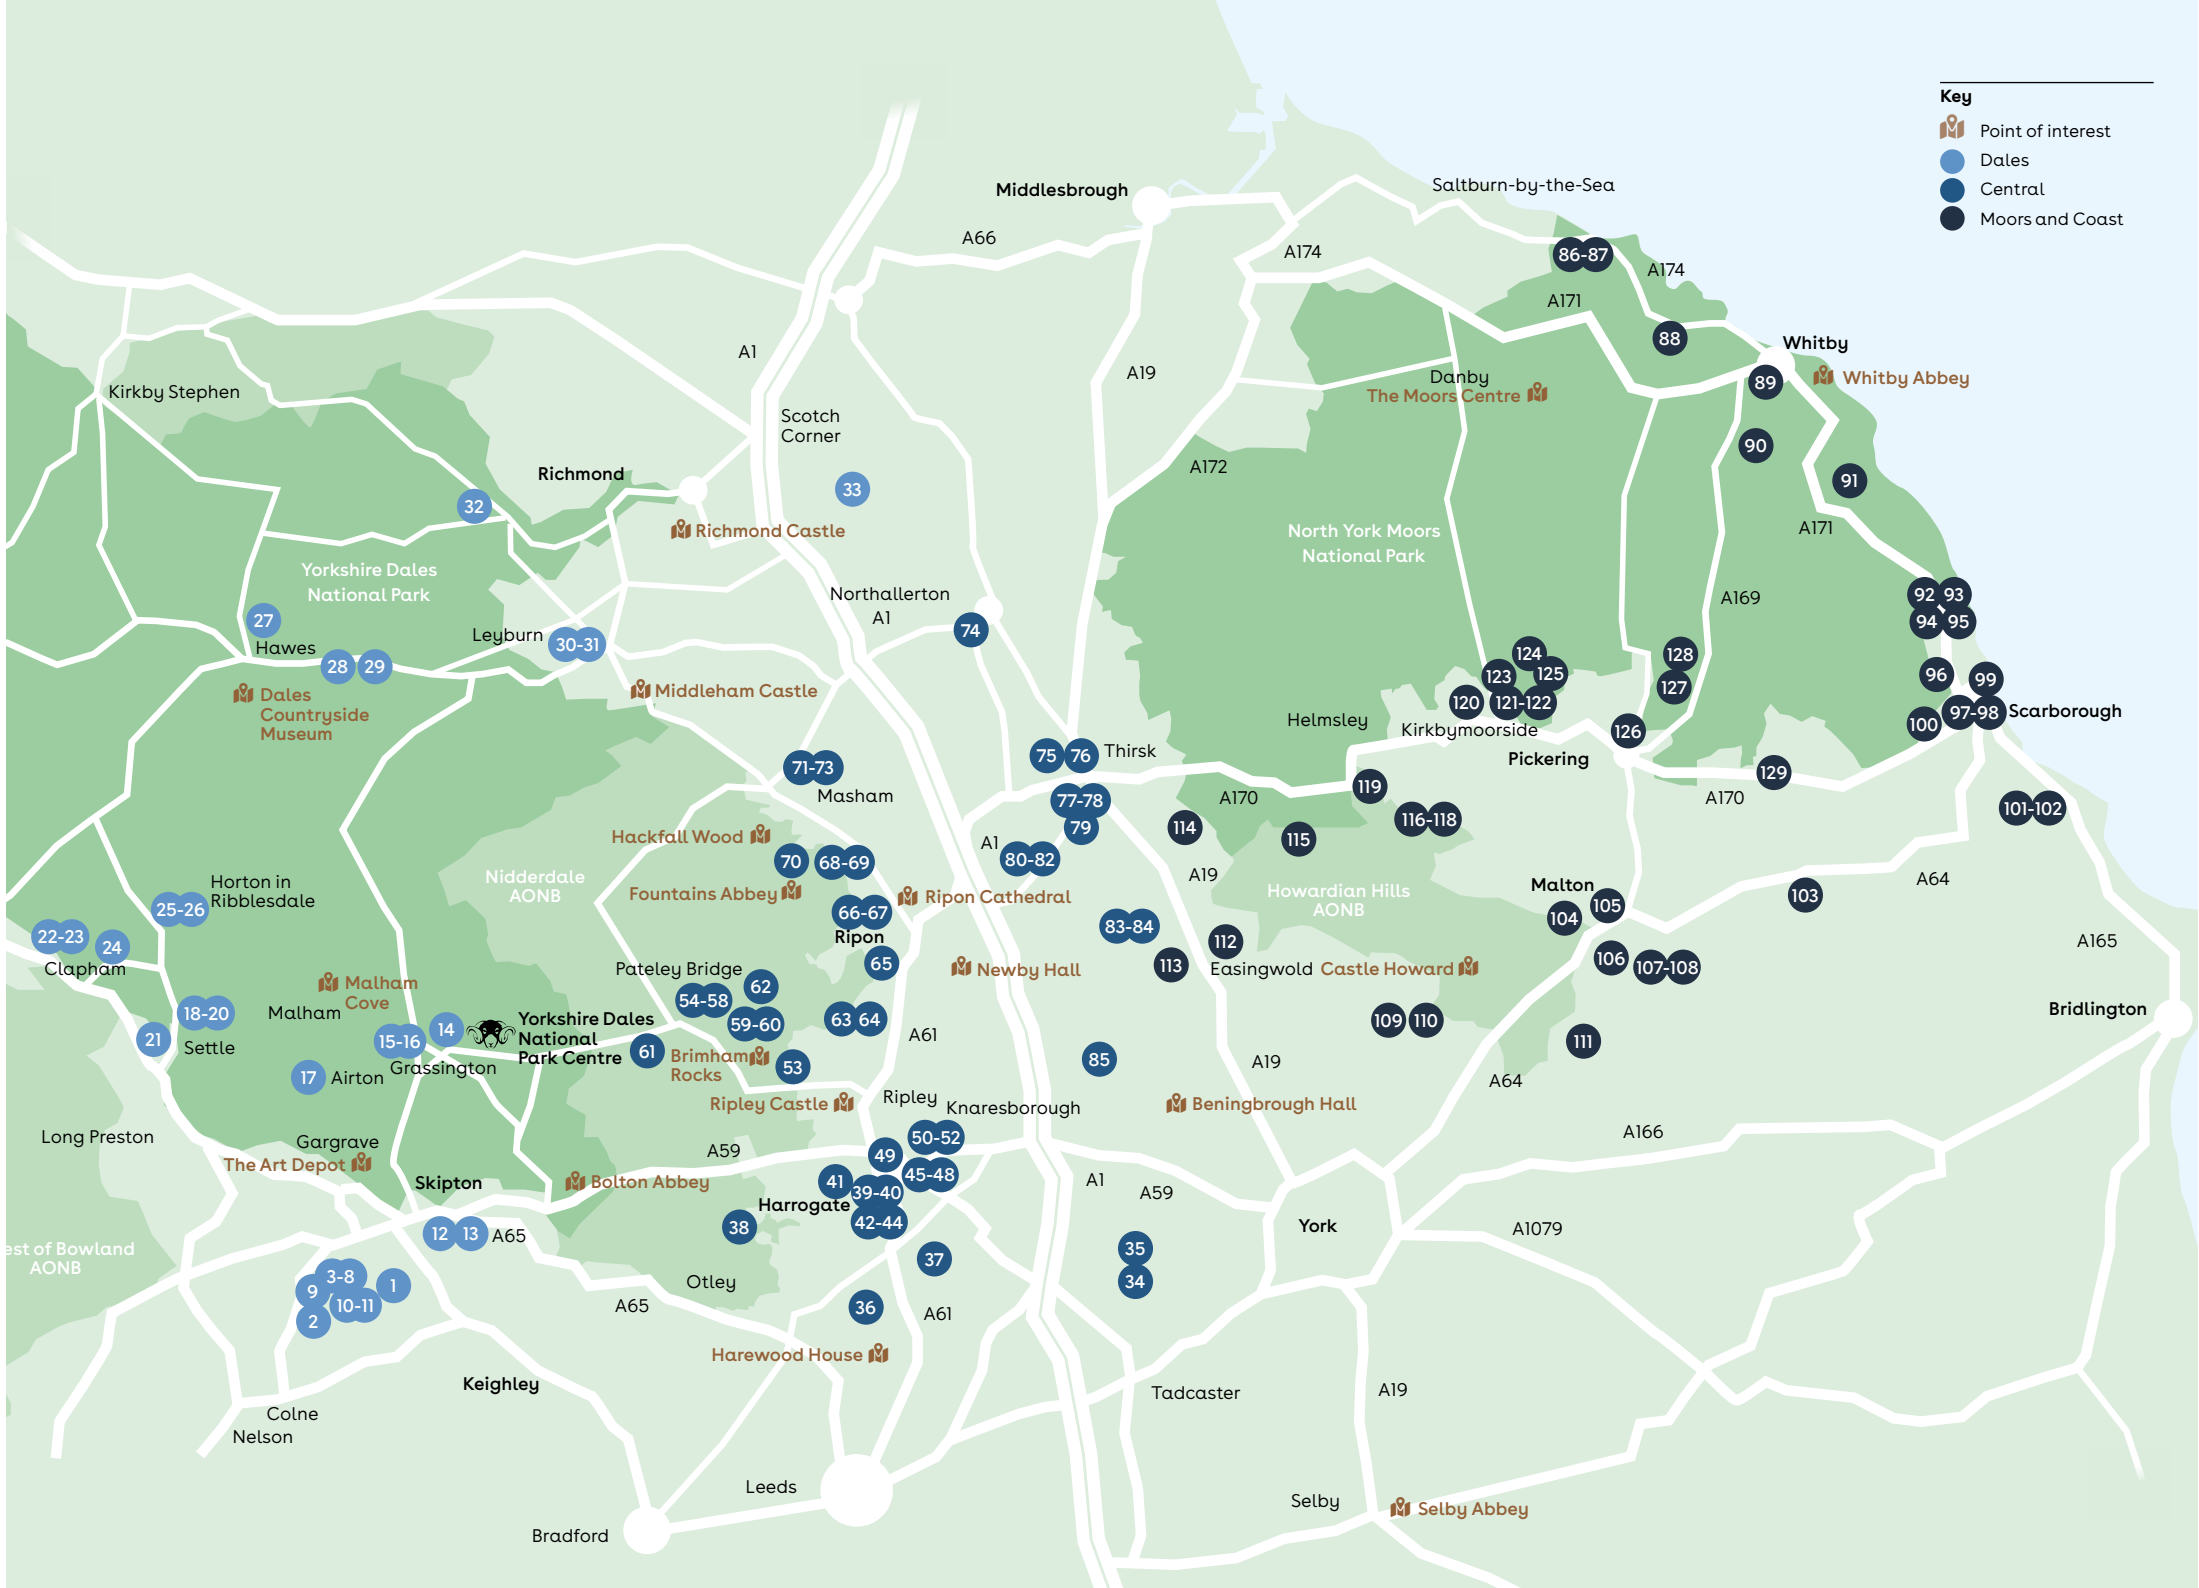 Key
Point of interest
Dales
Central
Moors and Coast
Middlesbrough
Saltburn-by-the-Sea
A66
A174
86-87
A174
A171
88
Whitby
A1
A19
Danby
The Moors Centre
89
Whitby Abbey
Kirkby Stephen
Scotch
Corner
90
A172
Richmond
33
91
32
Richmond Castle
North York Moors
National Park
A171
Yorkshire Dales
National Park
Northallerton
A1
74
A169
92
93
94
95
27
Hawes
28
29
Leyburn
30-31
124
123
125
128
127
96
99
120
121-122
Dales
Countryside
Museum
Middleham Castle
Helmsley
Kirkbymoorside
126
100
97-98
Scarborough
75
76
Thirsk
Pickering
71-73
Masham
129
119
77-78
A170
A170
101-102
79
114
115
116-118
Hackfall Wood
A1
80-82
70
68-69
Nidderdale
AONB
A19
Howardian Hills
AONB
Malton
A64
Horton in
Ribblesdale
25-26
Fountains Abbey
Ripon Cathedral
103
104
105
66-67
Ripon
83-84
22-23
24
Clapham
112
A165
65
113
106
107-108
Pateley Bridge
Newby Hall
Easingwold
Castle Howard
Malham
Cove
62
54-58
Bridlington
18-20
Malham
14
Yorkshire Dales
National
Park Centre
59-60
63
64
109
110
21
Settle
15-16
A61
111
61
Brimham
Rocks
53
85
A19
Grassington
17
Airton
A64
Ripley Castle
Ripley
Knaresborough
Beningbrough Hall
Long Preston
Gargrave
The Art Depot
A59
50-52
49
A166
Skipton
Bolton Abbey
41
45-48
39-40
A1
A59
Harrogate
42-44
12
13
A65
38
York
A1079
est of Bowland
AONB
37
35
34
3-8
9
1
10-11
2
Otley
A65
36
A61
Harewood House
Keighley
Tadcaster
A19
Colne
Nelson
Leeds
Selby
Selby Abbey
Bradford